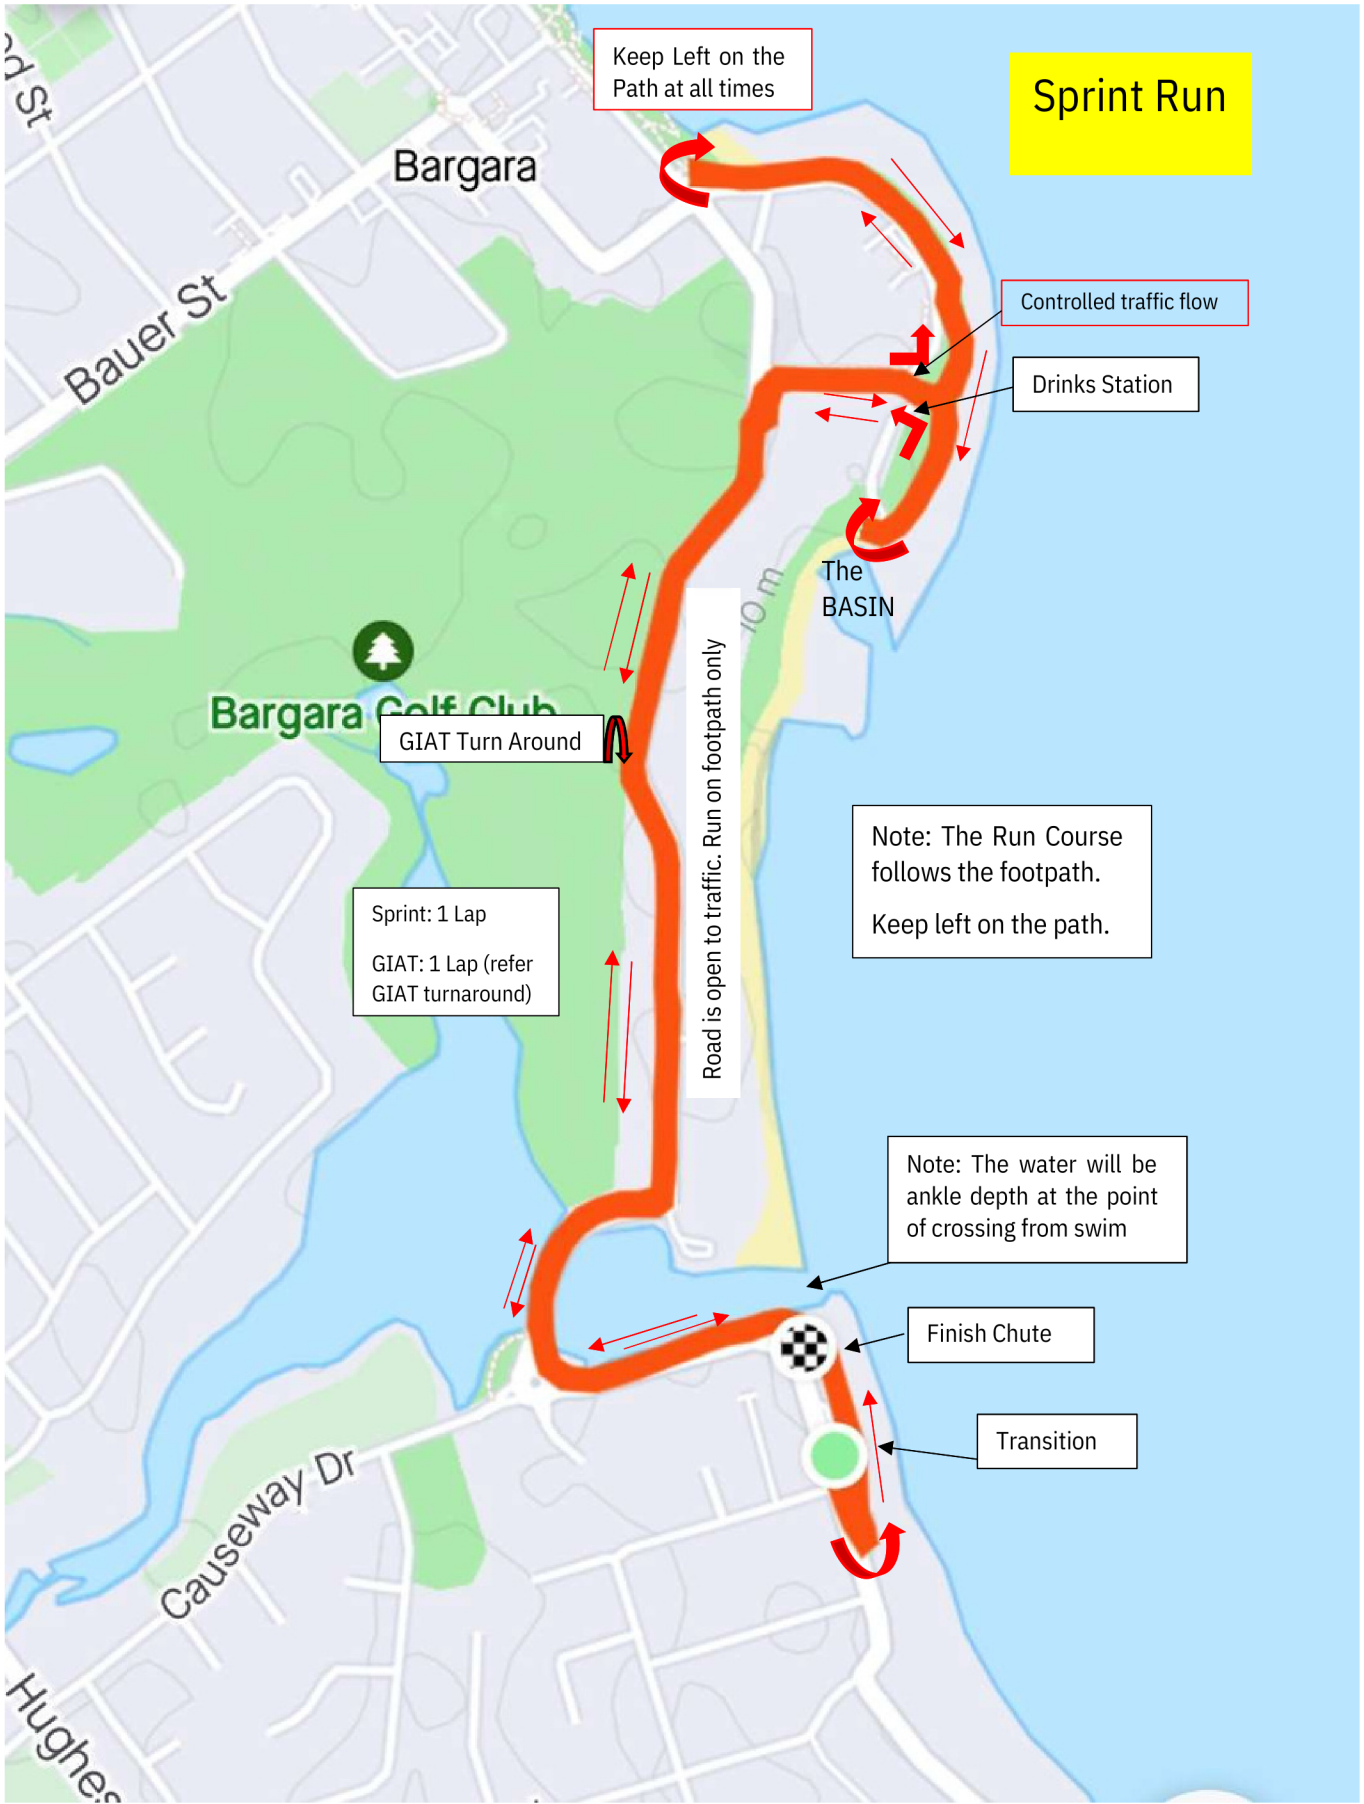 Keep Left on the
Path at all times
Sprint Run
d St
Bargara
Bauer St
Controlled traffic flow
Drinks Station
The
BASIN
10 m
Road is open to traffic. Run on footpath only
Bargara Golf Club
GIAT Turn Around
Note: The Run Course
follows the footpath.
Keep left on the path.
Sprint: 1 Lap
GIAT: 1 Lap (refer
GIAT turnaround)
Note: The water will be
ankle depth at the point
of crossing from swim
Finish Chute
Transition
Causeway Dr
Hughes